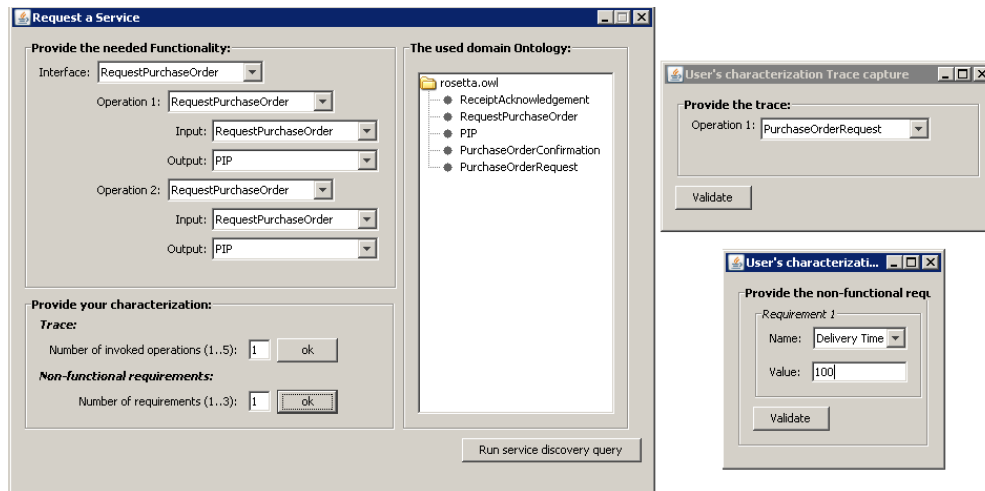 Request a Service
Provide the needed Functionality:
Interface: RequestPurchaseOrder
Operation 1: RequestPurchaseOrder
Input: RequestPurchaseOrder
Output: PIP
Operation 2: RequestPurchaseOrder
Input: RequestPurchaseOrder
Output: PIP
Provide your characterization:
Trace:
Number of invoked operations (1..5): 1 ok
Non-functional requirements:
Number of requirements (1..3): 1 ok
The used domain Ontology:
rosetta.owl
ReceiptAcknowledgement
RequestPurchaseOrder
PIP
PurchaseOrderConfirmation
PurchaseOrderRequest
Run service discovery query
User's characterization Trace capture
Provide the trace:
Operation 1: PurchaseOrderRequest
Validate
User's characterizati...
Provide the non-functional requ
Requirement 1
Name: Delivery Time
Value: 100
Validate